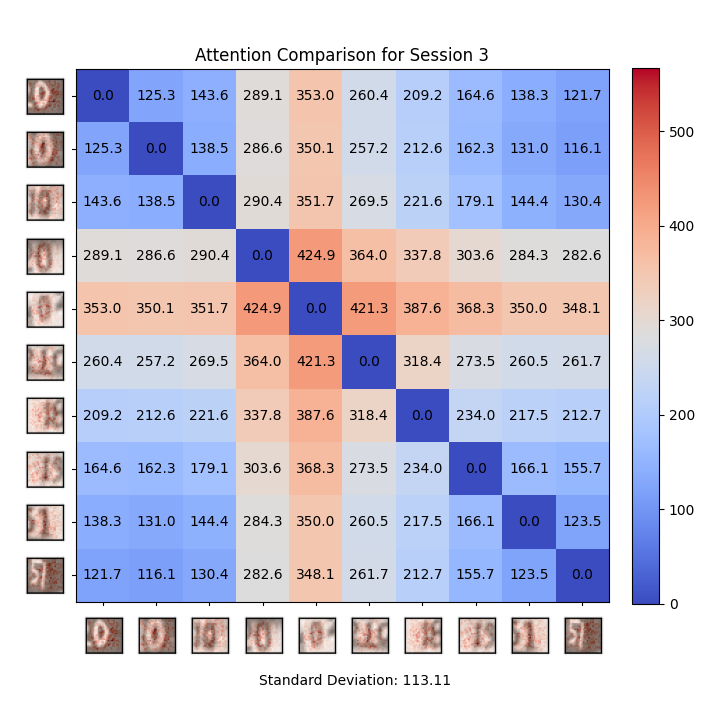 Attention Comparison for Session 3
0.0 125.3 143.6 289.1 353.0 260.4 209.2 164.6 138.3 121.7
125.3 0.0 138.5 286.6 350.1 257.2 212.6 162.3 131.0 116.1
143.6 138.5 0.0 290.4 351.7 269.5 221.6 179.1 144.4 130.4
289.1 286.6 290.4 0.0 424.9 364.0 337.8 303.6 284.3 282.6
353.0 350.1 351.7 424.9 0.0 421.3 387.6 368.3 350.0 348.1
260.4 257.2 269.5 364.0 421.3 0.0 318.4 273.5 260.5 261.7
209.2 212.6 221.6 337.8 387.6 318.4 0.0 234.0 217.5 212.7
164.6 162.3 179.1 303.6 368.3 273.5 234.0 0.0 166.1 155.7
138.3 131.0 144.4 284.3 350.0 260.5 217.5 166.1 0.0 123.5
121.7 116.1 130.4 282.6 348.1 261.7 212.7 155.7 123.5 0.0
500
400
300
200
100
0
Standard Deviation: 113.11